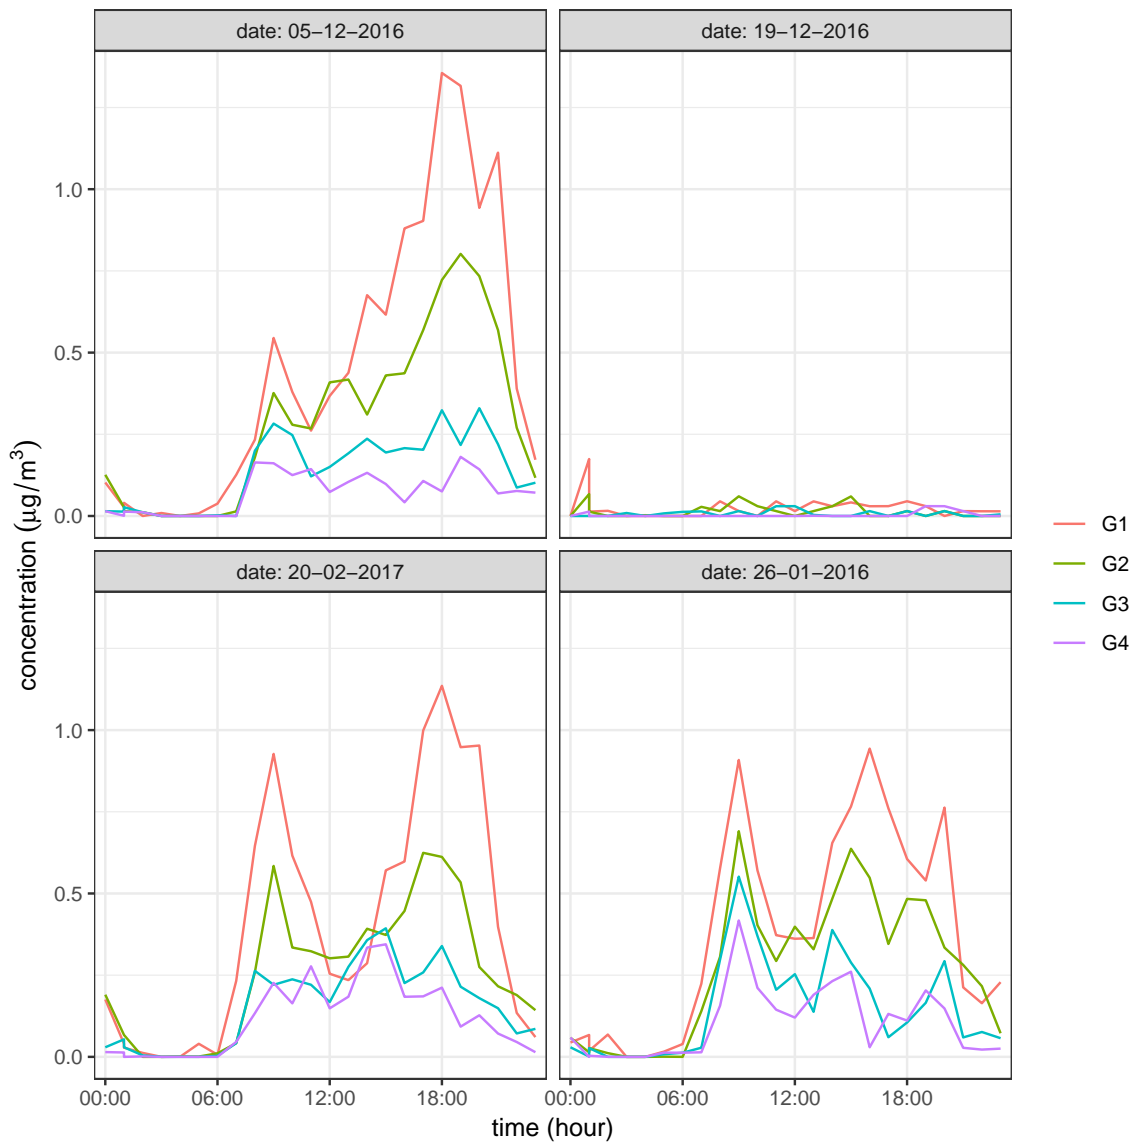 date: 05−12−2016
date: 19−12−2016
1.0
0.5
0.0
date: 20−02−2017
date: 26−01−2016
1.0
0.5
0.0
00:00 06:00 12:00 18:00 00:00 06:00 12:00 18:00
time (hour)
concentration (μg/m³)
G1
G2
G3
G4